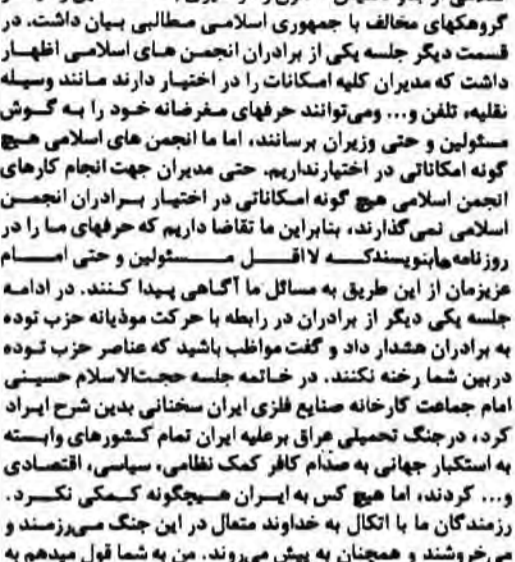 گروهکهای مخالف با جمهوری اسلامی مطالبی بیان داشت. در
قسمت دیگر جلسه یکی از برادران انجمن های اسلامی اظهار
داشت که مدیران کلیه امکانات را در اختیار دارند مانند وسیله
نقلیه، تلفن و... ومی‌توانند حرفهای مغرضانه خود را به گوش
مسئولین و حتی وزیران برسانند، اما ما انجمن های اسلامی هیچ
گونه امکاناتی در اختیارنداریم. حتی مدیران جهت انجام کارهای
انجمن اسلامی هیچ گونه امکاناتی در اختیار برادران انجمن
اسلامی نمی‌گذارند، بنابراین ما تقاضا داریم که حرفهای ما را در
روزنامه‌هابنویسندکه لااقل مسئولین و حتی امام
عزیزمان از این طریق به مسائل ما آگاهی پیدا کنند. در ادامه
جلسه یکی دیگر از برادران در رابطه با حرکت موذیانه حزب توده
به برادران هشدار داد و گفت مواظب باشید که عناصر حزب توده
دربین شما رخنه نکنند. در خاتمه جلسه حجت‌الاسلام حسینی
امام جماعت کارخانه صنایع فلزی ایران سخنانی بدین شرح ایراد
کرد، درجنگ تحمیلی عراق برعلیه ایران تمام کشورهای وابسته
به استکبار جهانی به صدّام کافر کمک نظامی، سیاسی، اقتصادی
و... کردند، اما هیچ کس به ایران هیچگونه کمکی نکرد.
رزمندگان ما با اتکال به خداوند متعال در این جنگ می‌رزمند و
می‌خروشند و همچنان به پیش می‌روند. من به شما قول میدهم به